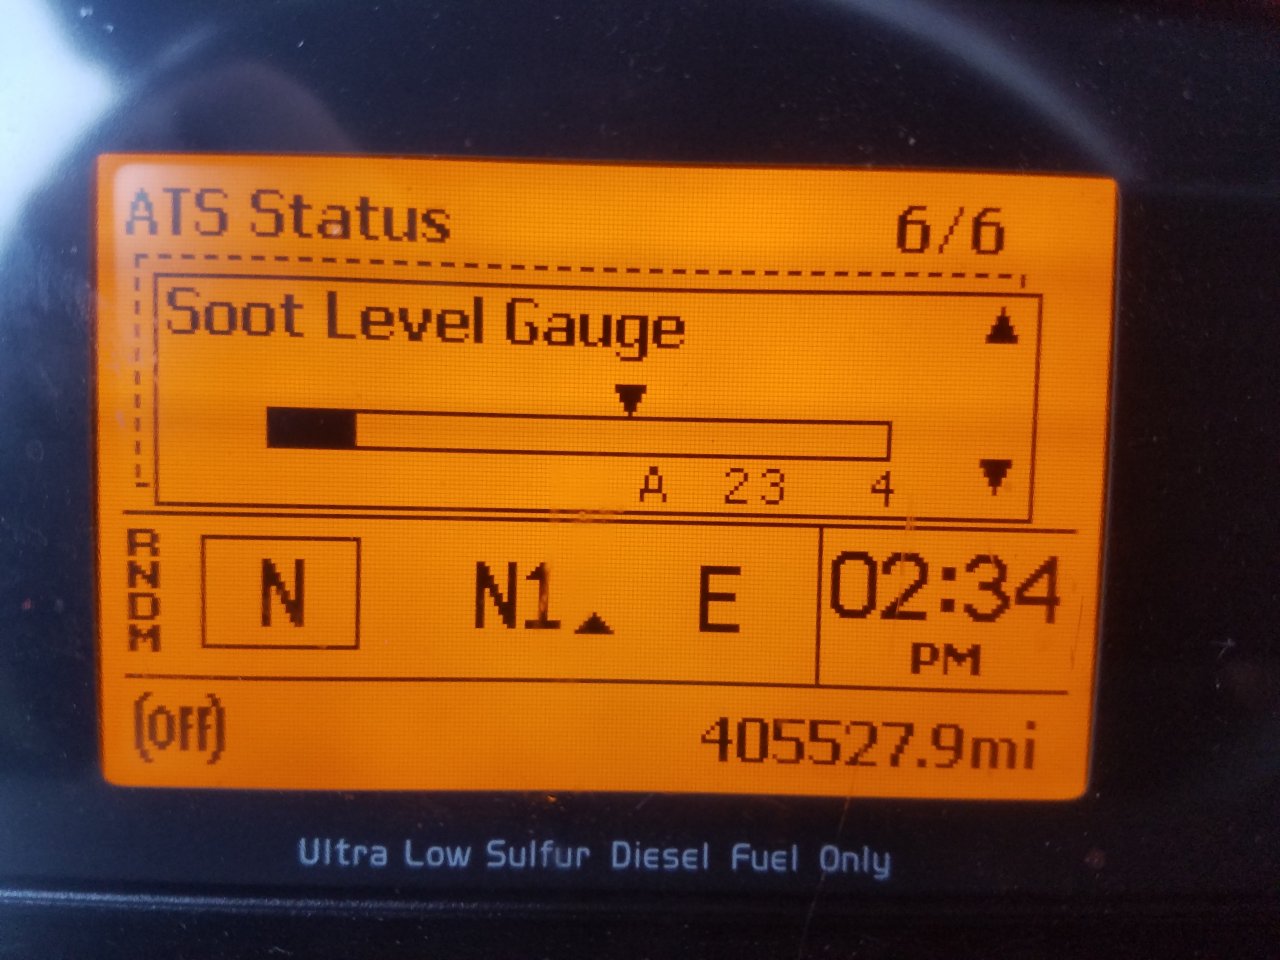 ATS Status 6/6
Soot Level Gauge
A 23 4
RNDM N N1 E 02:34
PM
(OFF) 405527.9mi
Ultra Low Sulfur Diesel Fuel Only